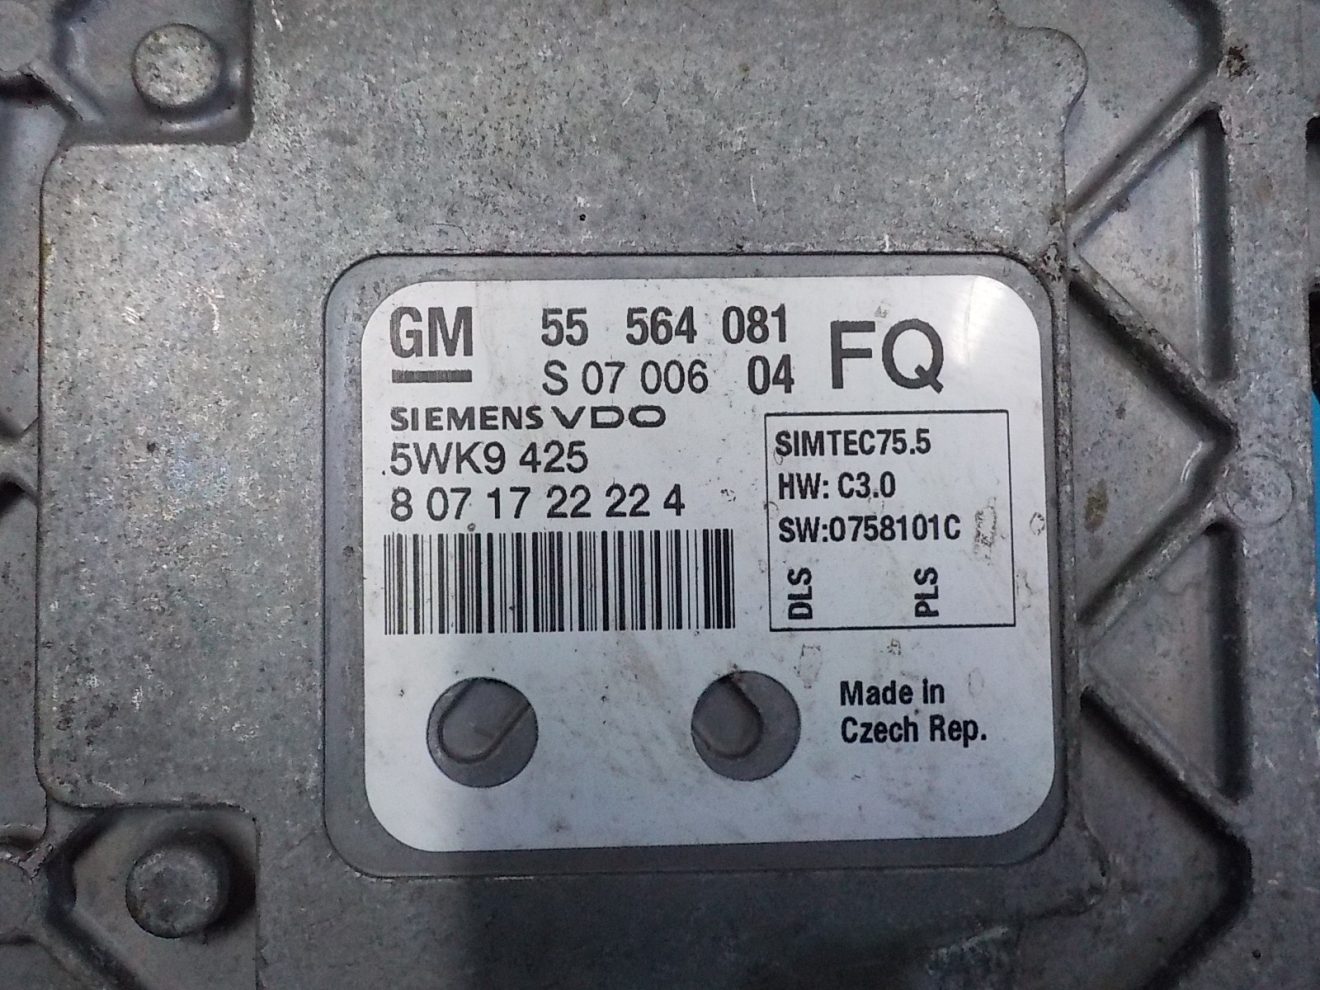 GM 55 564 081 FQ
S 07 006 04
SIEMENS VDO
5WK9 425
8 07 17 22 22 4
SIMTEC75.5
HW: C3.0
SW:0758101C
DLS PLS
Made in
Czech Rep.